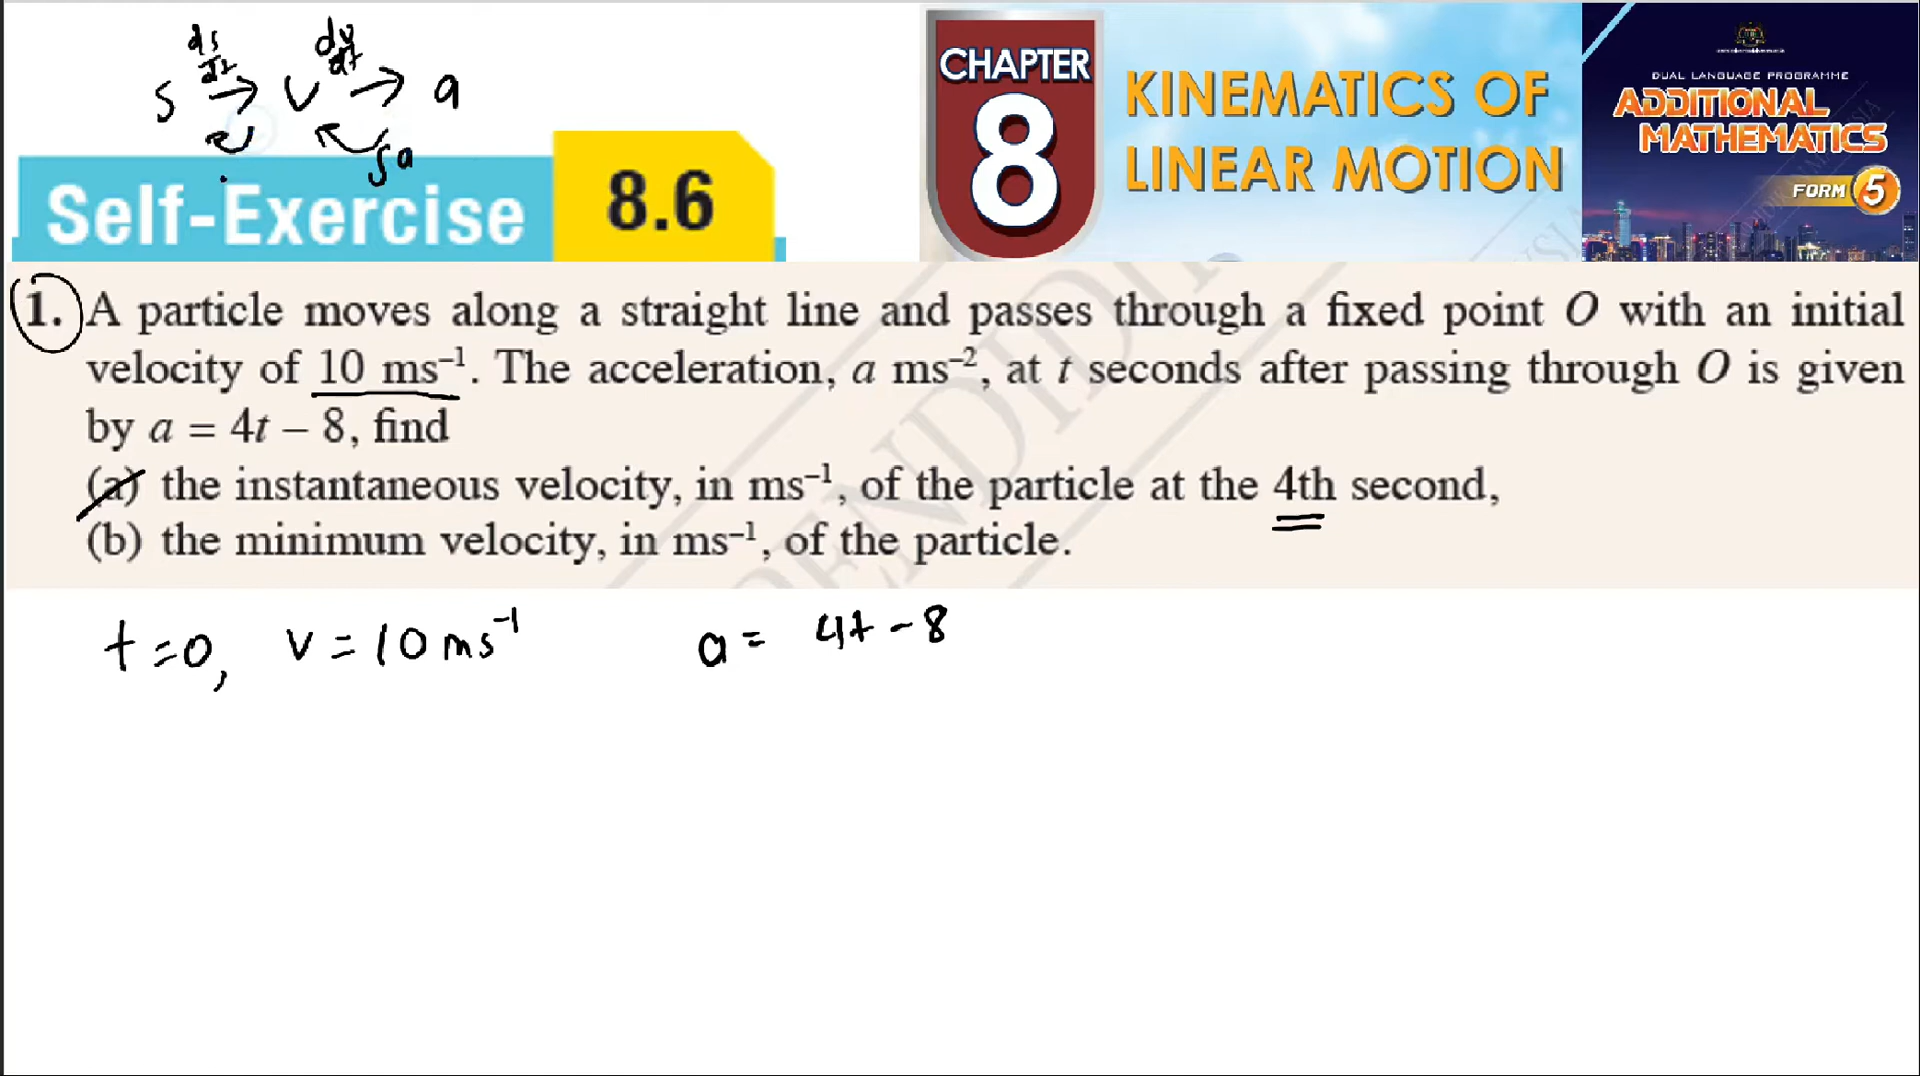 ds/dt dv/dt
s → v → a
∫a
Self-Exercise 8.6
CHAPTER 8
KINEMATICS OF
LINEAR MOTION
DUAL LANGUAGE PROGRAMME
ADDITIONAL
MATHEMATICS
FORM 5
1. A particle moves along a straight line and passes through a fixed point O with an initial
velocity of 10 ms⁻¹. The acceleration, a ms⁻², at t seconds after passing through O is given
by a = 4t – 8, find
(a) the instantaneous velocity, in ms⁻¹, of the particle at the 4th second,
(b) the minimum velocity, in ms⁻¹, of the particle.
t = 0, v = 10 ms⁻¹ a = 4t – 8